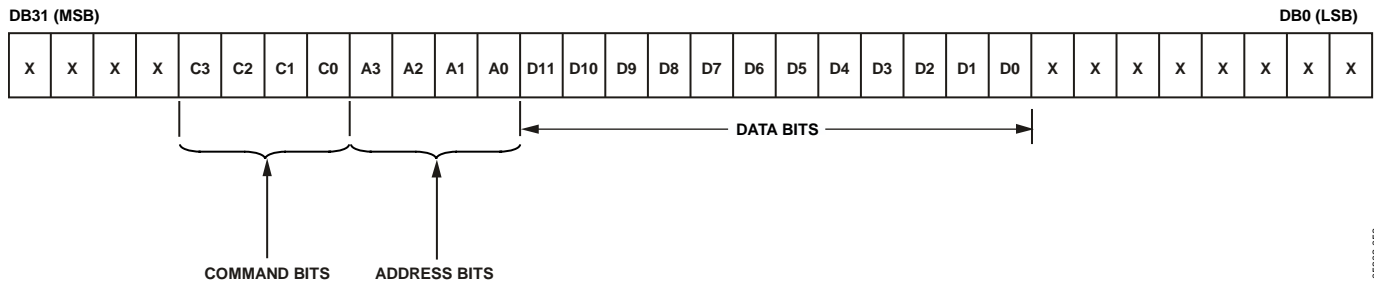 DB31 (MSB) DB0 (LSB)
X X X X C3 C2 C1 C0 A3 A2 A1 A0 D11 D10 D9 D8 D7 D6 D5 D4 D3 D2 D1 D0 X X X X X X X X
DATA BITS
COMMAND BITS ADDRESS BITS